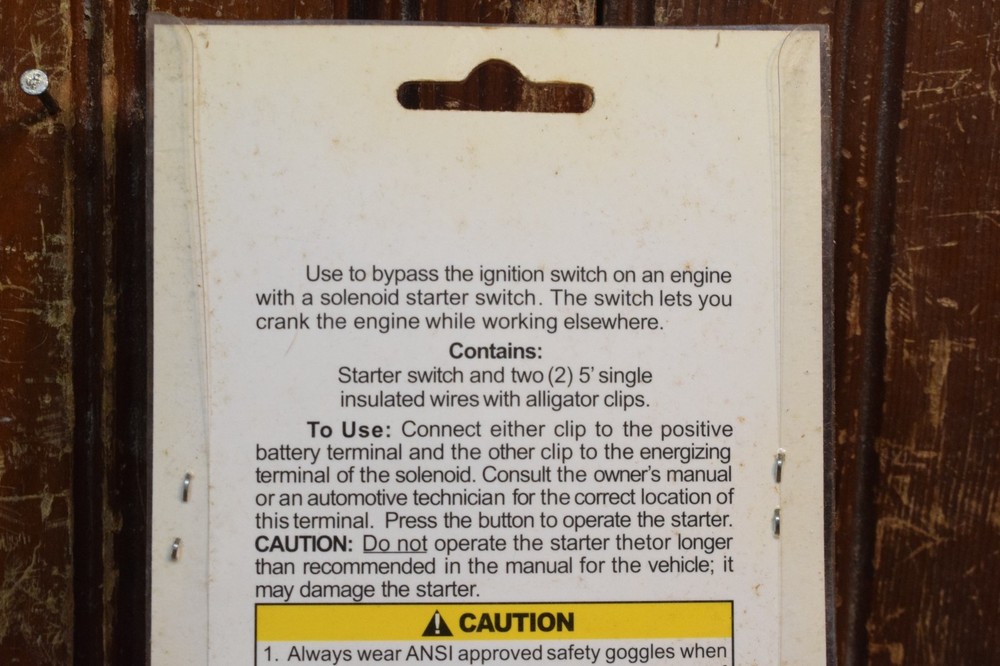 Use to bypass the ignition switch on an engine
with a solenoid starter switch. The switch lets you
crank the engine while working elsewhere.
Contains:
Starter switch and two (2) 5' single
insulated wires with alligator clips.
To Use: Connect either clip to the positive
battery terminal and the other clip to the energizing
terminal of the solenoid. Consult the owner's manual
or an automotive technician for the correct location of
this terminal. Press the button to operate the starter.
CAUTION: Do not operate the starter thetor longer
than recommended in the manual for the vehicle; it
may damage the starter.
CAUTION
1. Always wear ANSI approved safety goggles when